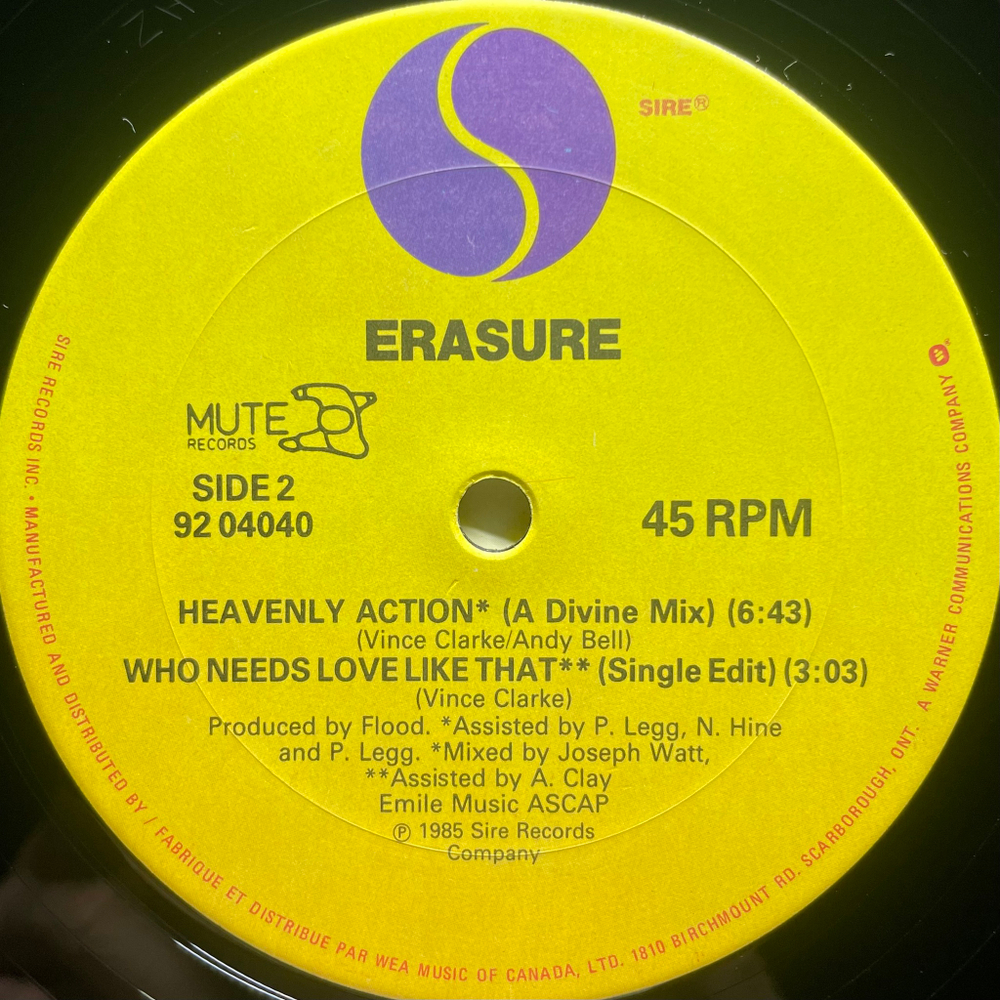 SIRE®
ERASURE
MUTE
RECORDS
SIDE 2
92 04040
45 RPM
HEAVENLY ACTION* (A Divine Mix) (6:43)
(Vince Clarke/Andy Bell)
WHO NEEDS LOVE LIKE THAT** (Single Edit) (3:03)
(Vince Clarke)
Produced by Flood. *Assisted by P. Legg, N. Hine
and P. Legg. *Mixed by Joseph Watt,
**Assisted by A. Clay
Emile Music ASCAP
℗ 1985 Sire Records
Company
SIRE RECORDS INC. • MANUFACTURED AND DISTRIBUTED BY / FABRIQUE ET DISTRIBUE PAR WEA MUSIC OF CANADA, LTD. 1810 BIRCHMOUNT RD. SCARBOROUGH, ONT. A WARNER COMMUNICATIONS COMPANY